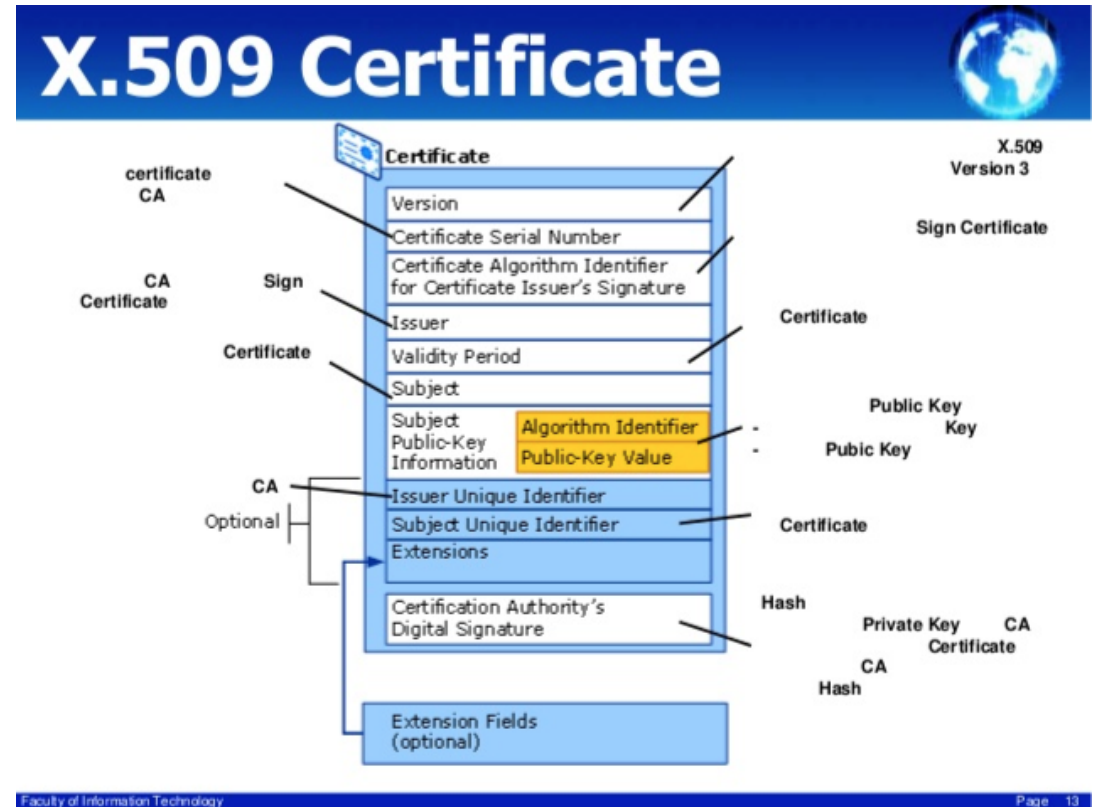 X.509 Certificate
certificate
CA
CA Sign
Certificate
Certificate
CA
Optional
Certificate
Version
Certificate Serial Number
Certificate Algorithm Identifier
for Certificate Issuer's Signature
Issuer
Validity Period
Subject
Subject
Public-Key
Information
Algorithm Identifier
Public-Key Value
Issuer Unique Identifier
Subject Unique Identifier
Extensions
Certification Authority's
Digital Signature
Extension Fields
(optional)
X.509
Version 3
Sign Certificate
Certificate
- Public Key
Key
- Pubic Key
Certificate
Hash
Private Key CA
Certificate
CA
Hash
Faculty of Information Technology
Page 13